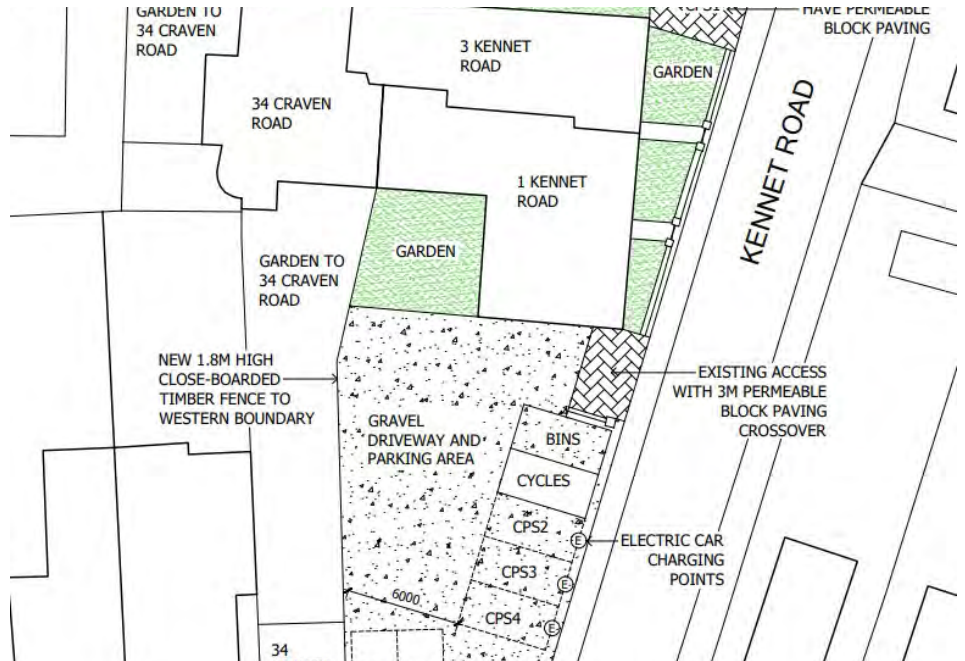 GARDEN TO
34 CRAVEN
ROAD
3 KENNET
ROAD
HAVE PERMEABLE
BLOCK PAVING
GARDEN
34 CRAVEN
ROAD
1 KENNET
ROAD
KENNET ROAD
GARDEN
GARDEN TO
34 CRAVEN
ROAD
NEW 1.8M HIGH
CLOSE-BOARDED
TIMBER FENCE TO
WESTERN BOUNDARY
EXISTING ACCESS
WITH 3M PERMEABLE
BLOCK PAVING
CROSSOVER
GRAVEL
DRIVEWAY AND
PARKING AREA
BINS
CYCLES
CPS2
E
ELECTRIC CAR
CHARGING
POINTS
CPS3
E
6000
CPS4
E
34